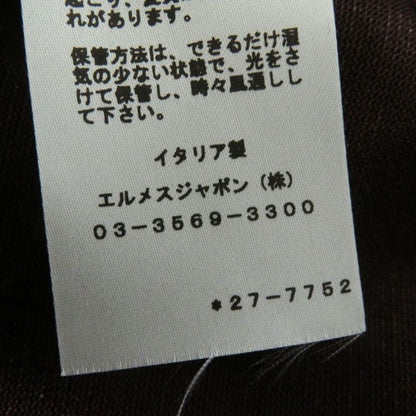 れがあります。
保管方法は、できるだけ湿
気の少ない状態で、光をさ
けて保管し、時々風通しし
て下さい。
イタリア製
エルメスジャポン（株）
03-3569-3300
*27-7752